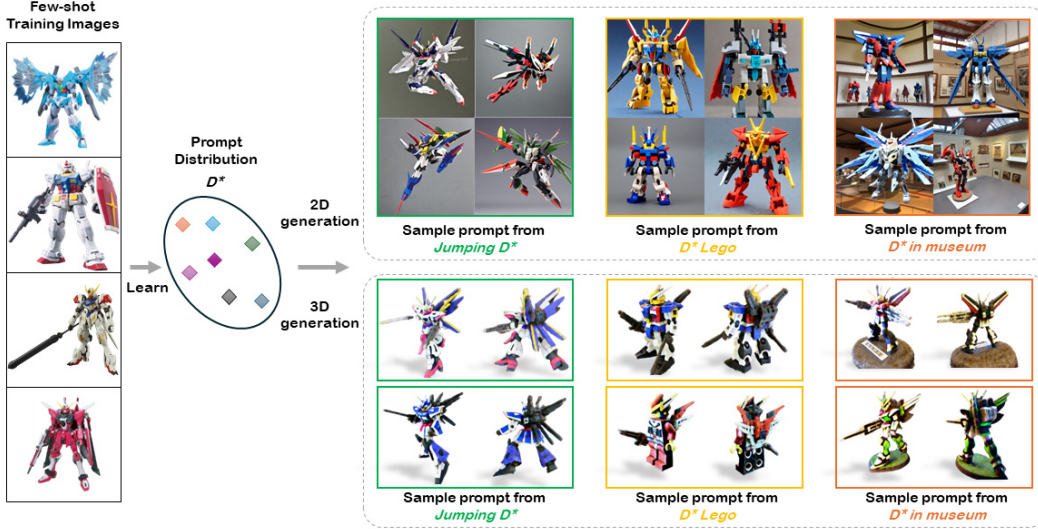 Few-shot
Training Images
Learn
Prompt
Distribution
D*
2D
generation
3D
generation
Sample prompt from
Jumping D*
Sample prompt from
D* Lego
Sample prompt from
D* in museum
Sample prompt from
Jumping D*
Sample prompt from
D* Lego
Sample prompt from
D* in museum